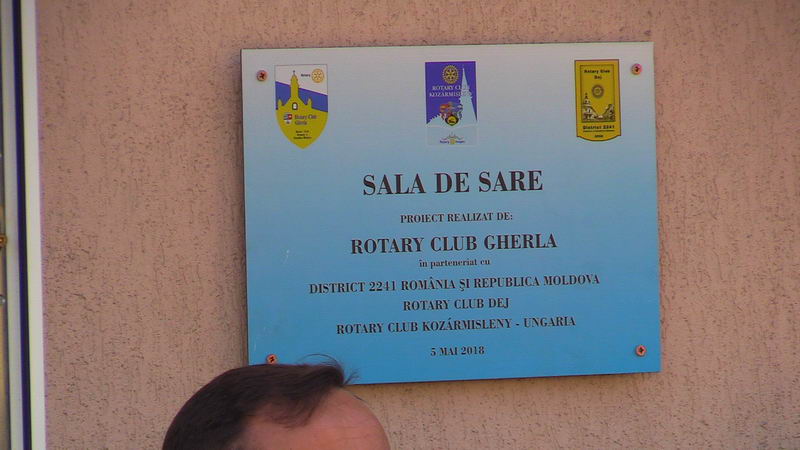 Rotary
Rotary Club
Gherla
ROTARY CLUB
KOZÁRMISLENY
Rotary Club
Dej
District 2241
SALA DE SARE
PROIECT REALIZAT DE:
ROTARY CLUB GHERLA
în parteneriat cu
DISTRICT 2241 ROMÂNIA ŞI REPUBLICA MOLDOVA
ROTARY CLUB DEJ
ROTARY CLUB KOZÁRMISLENY - UNGARIA
5 MAI 2018